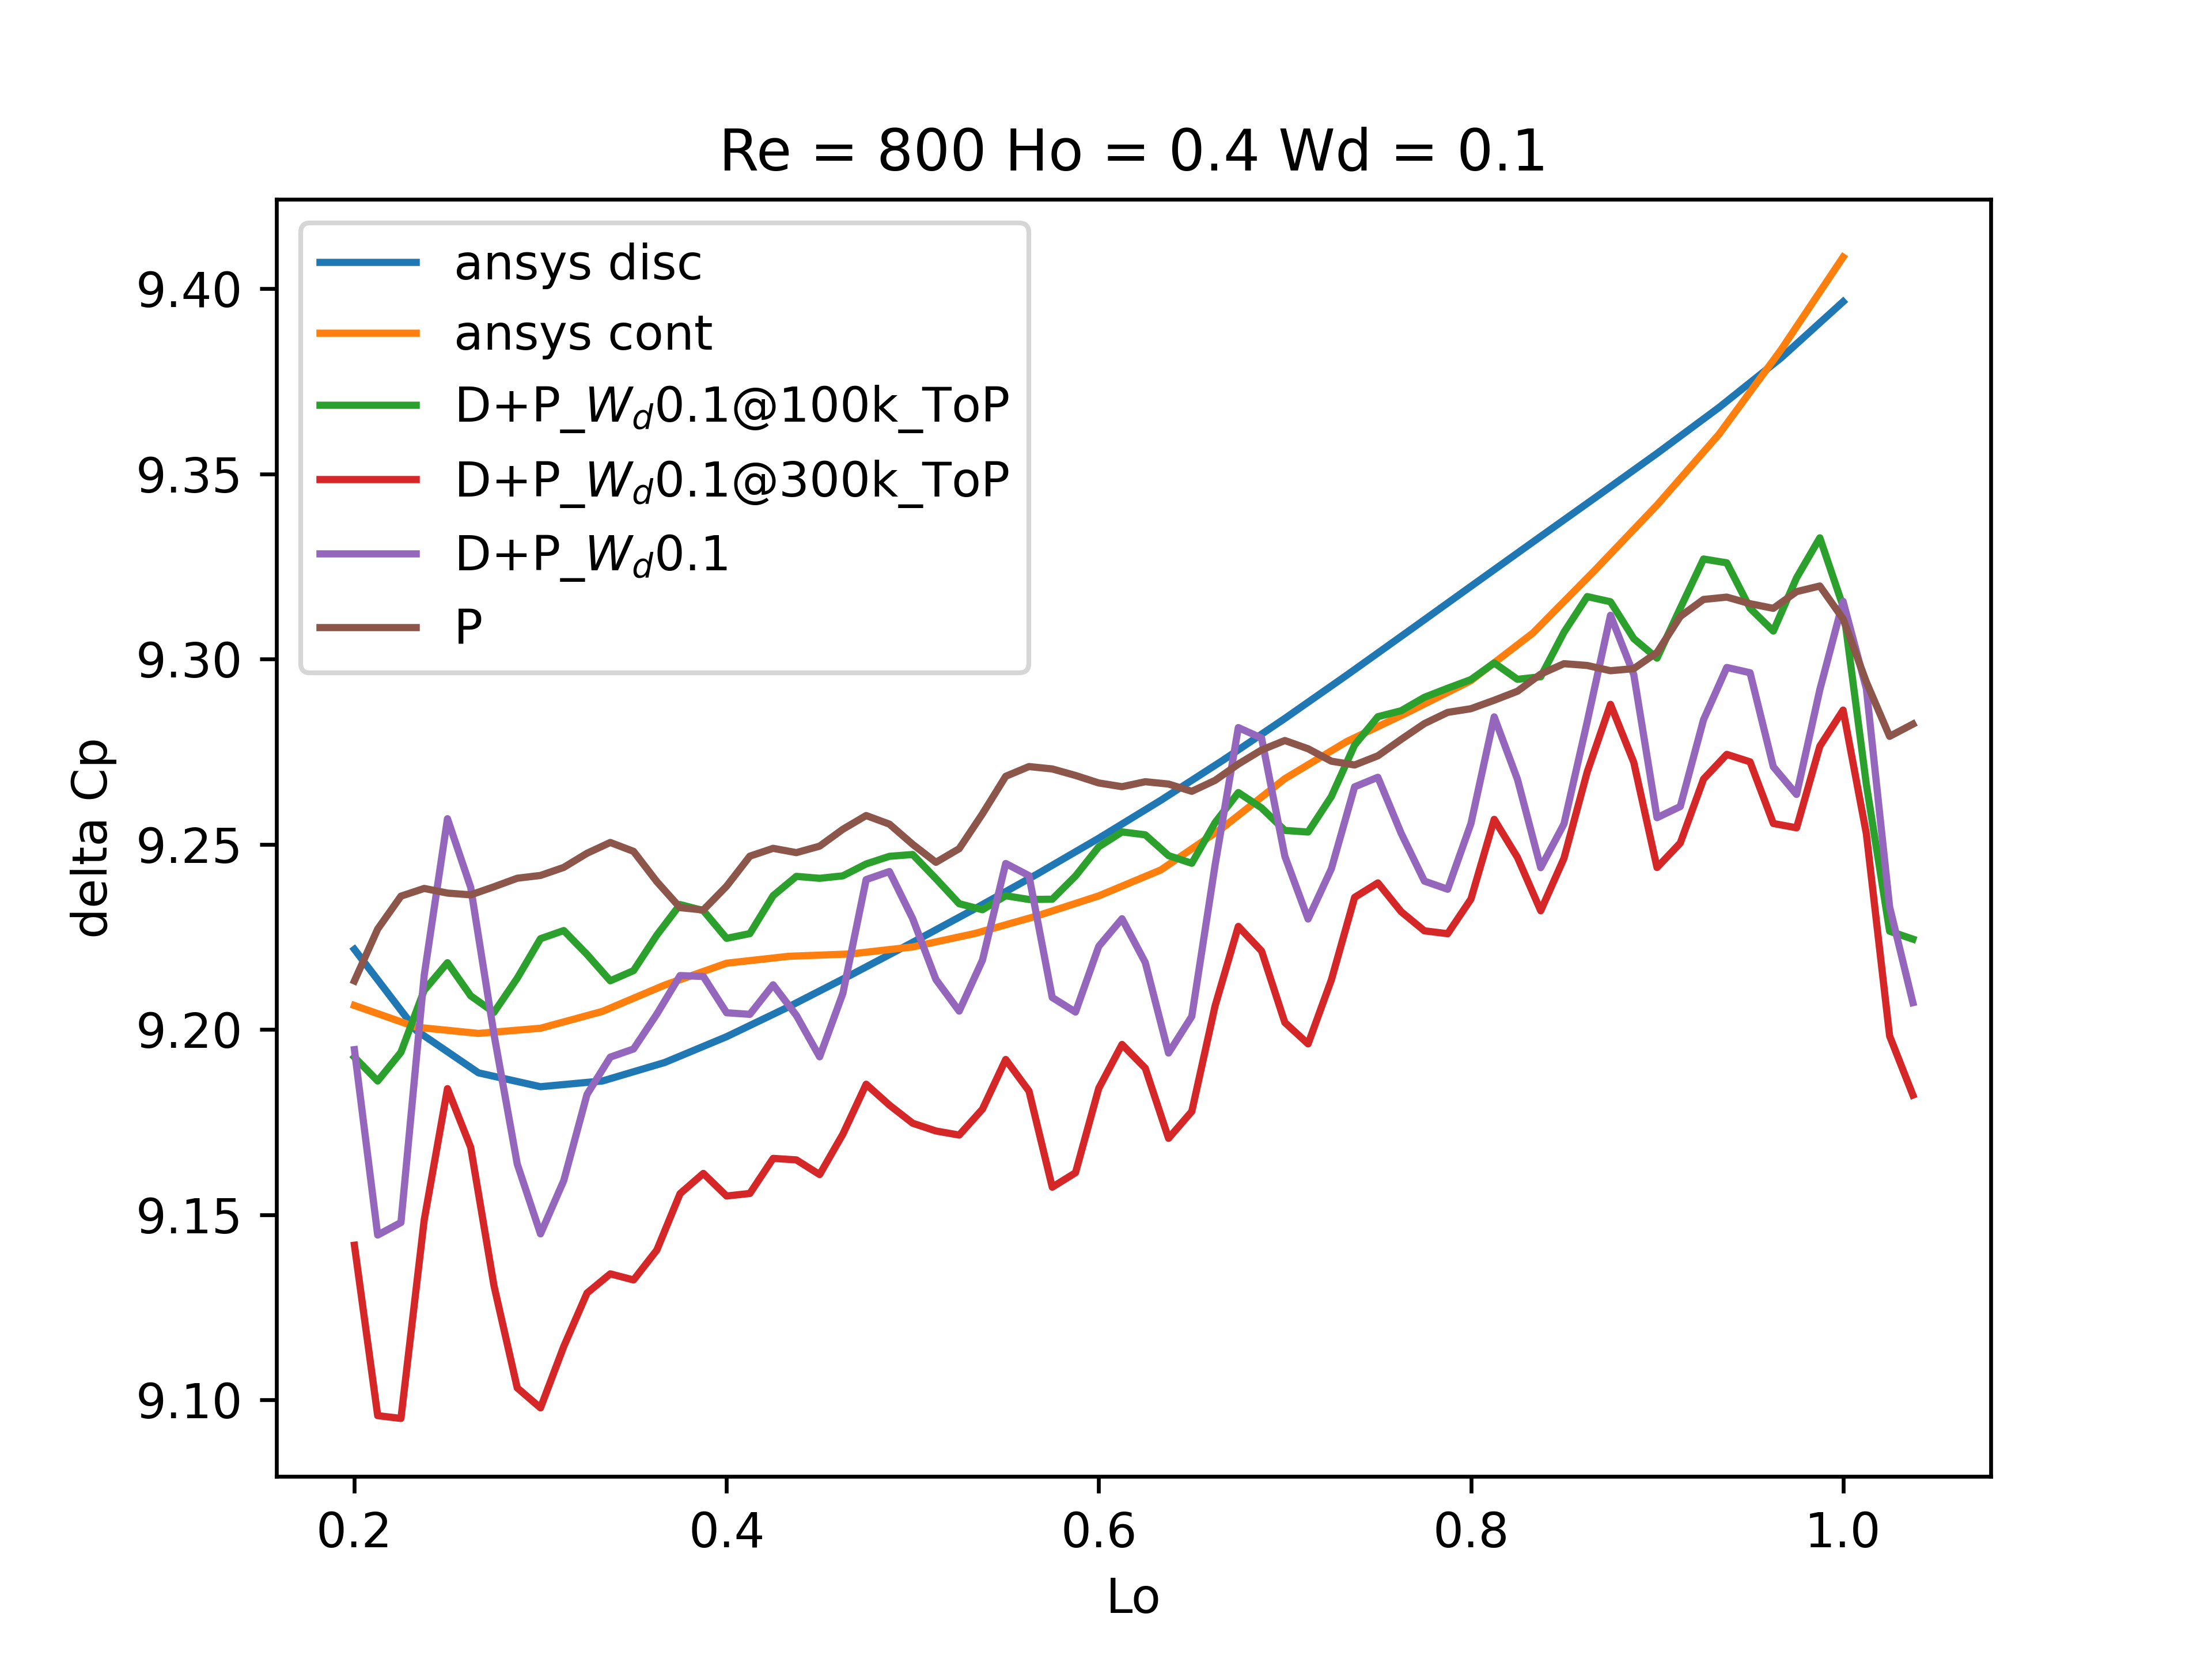 Re = 800 Ho = 0.4 Wd = 0.1
ansys disc
ansys cont
D+P_W_d0.1@100k_ToP
D+P_W_d0.1@300k_ToP
D+P_W_d0.1
P
delta Cp
9.40
9.35
9.30
9.25
9.20
9.15
9.10
0.2 0.4 0.6 0.8 1.0
Lo